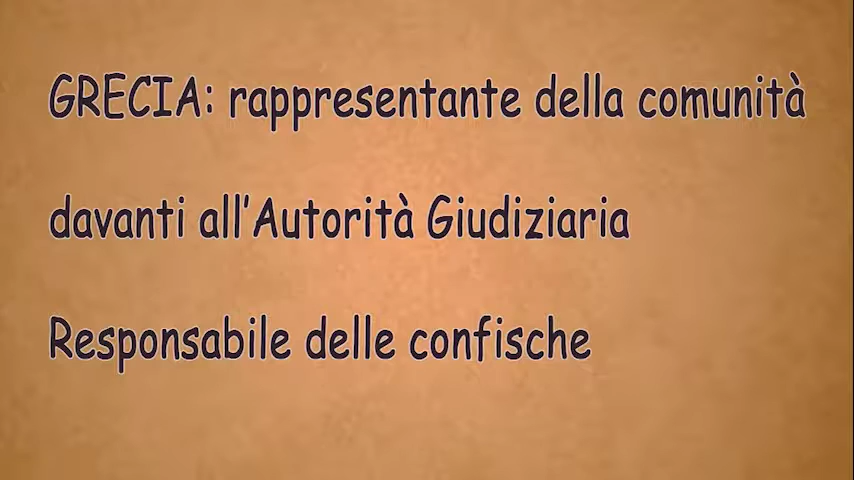 GRECIA: rappresentante della comunità
davanti all'Autorità Giudiziaria
Responsabile delle confische